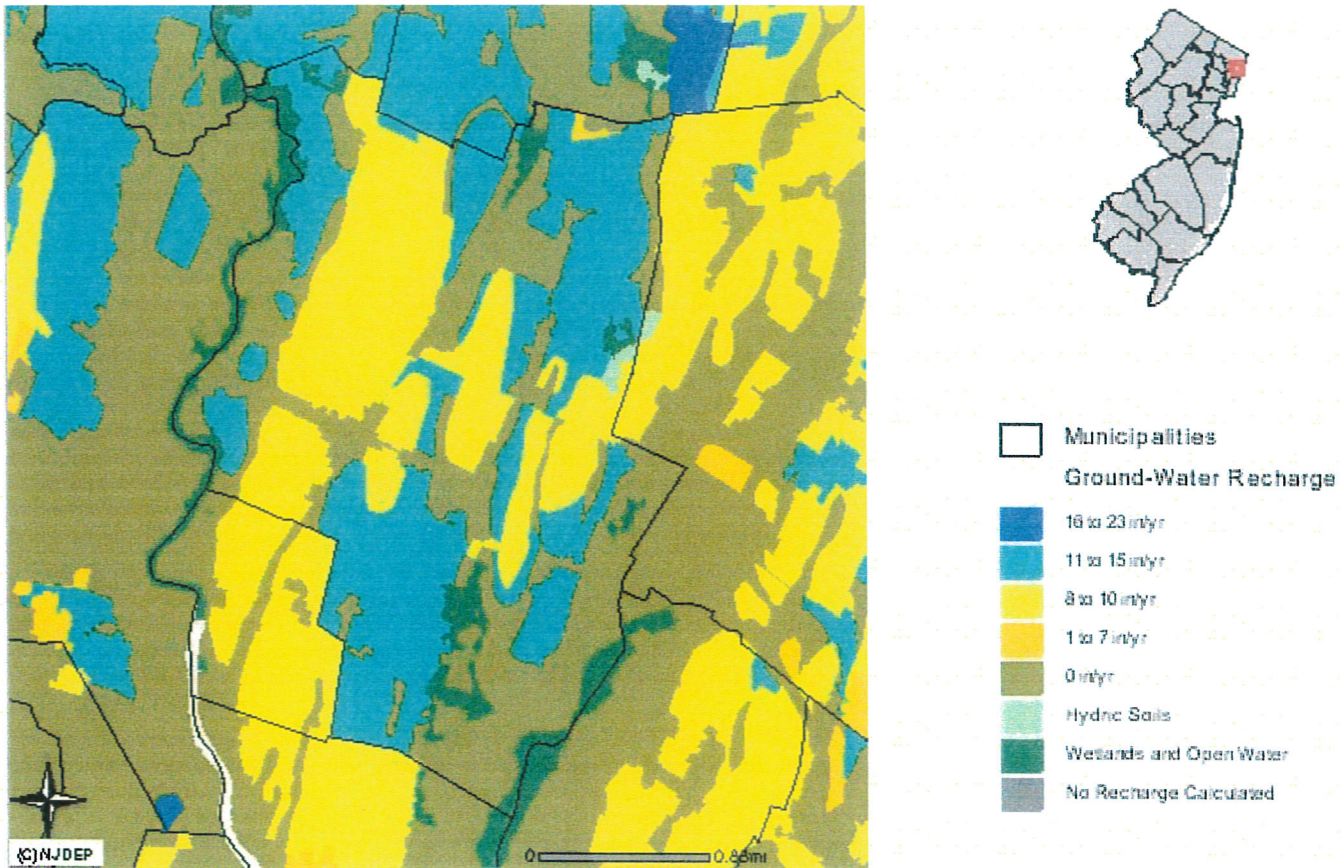 Municipalities
Ground-Water Recharge
16 to 23 in/yr
11 to 15 in/yr
8 to 10 in/yr
1 to 7 in/yr
0 in/yr
Hydric Soils
Wetlands and Open Water
No Recharge Calculated
(C)NJDEP
0 0.88mi